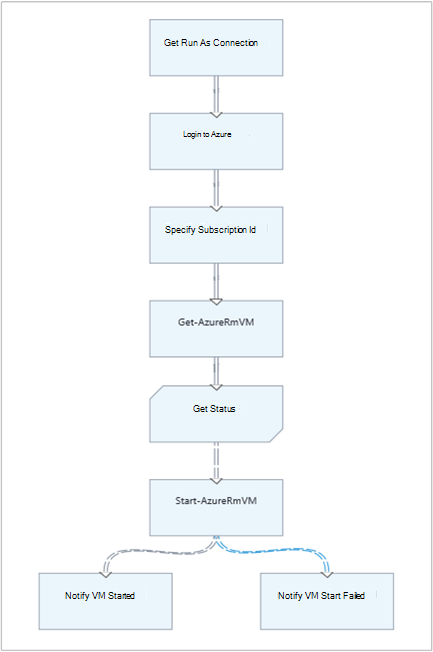 Get Run As Connection
Login to Azure
Specify Subscription Id
Get-AzureRmVM
Get Status
Start-AzureRmVM
Notify VM Started
Notify VM Start Failed